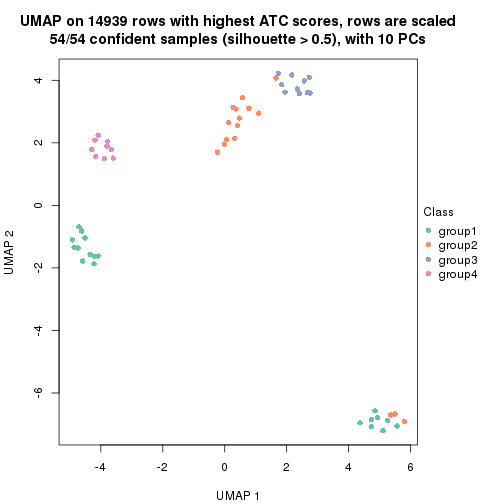 UMAP on 14939 rows with highest ATC scores, rows are scaled
54/54 confident samples (silhouette > 0.5), with 10 PCs
4
2
0
-2
-4
-6
UMAP 2
-4
-2
0
2
4
6
UMAP 1
Class
group1
group2
group3
group4